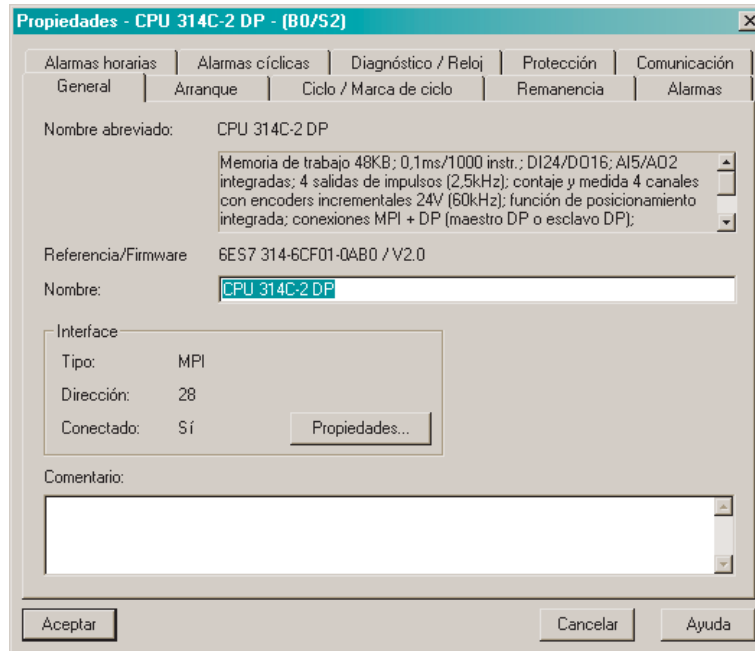 Propiedades - CPU 314C-2 DP - (B0/S2)
Alarmas horarias
Alarmas cíclicas
Diagnóstico / Reloj
Protección
Comunicación
General
Arranque
Ciclo / Marca de ciclo
Remanencia
Alarmas
Nombre abreviado: CPU 314C-2 DP
Memoria de trabajo 48KB; 0,1ms/1000 instr.; DI24/DO16; AI5/AO2
integradas; 4 salidas de impulsos (2,5kHz); contaje y medida 4 canales
con encoders incrementales 24V (60kHz); función de posicionamiento
integrada; conexiones MPI + DP (maestro DP o esclavo DP);
Referencia/Firmware 6ES7 314-6CF01-0AB0 / V2.0
Nombre: CPU 314C-2 DP
Interface
Tipo: MPI
Dirección: 28
Conectado: Sí
Propiedades...
Comentario:
Aceptar
Cancelar
Ayuda